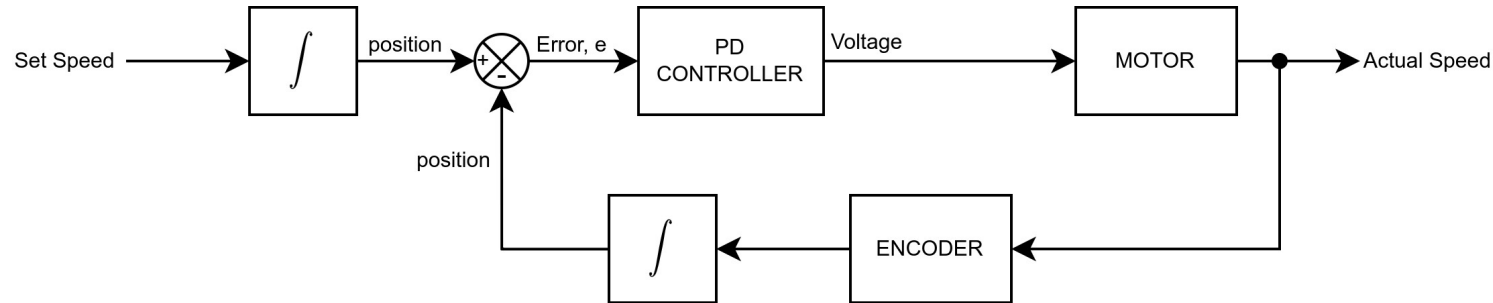 Set Speed
∫
position
+
-
Error, e
PD
CONTROLLER
Voltage
MOTOR
Actual Speed
position
∫
ENCODER